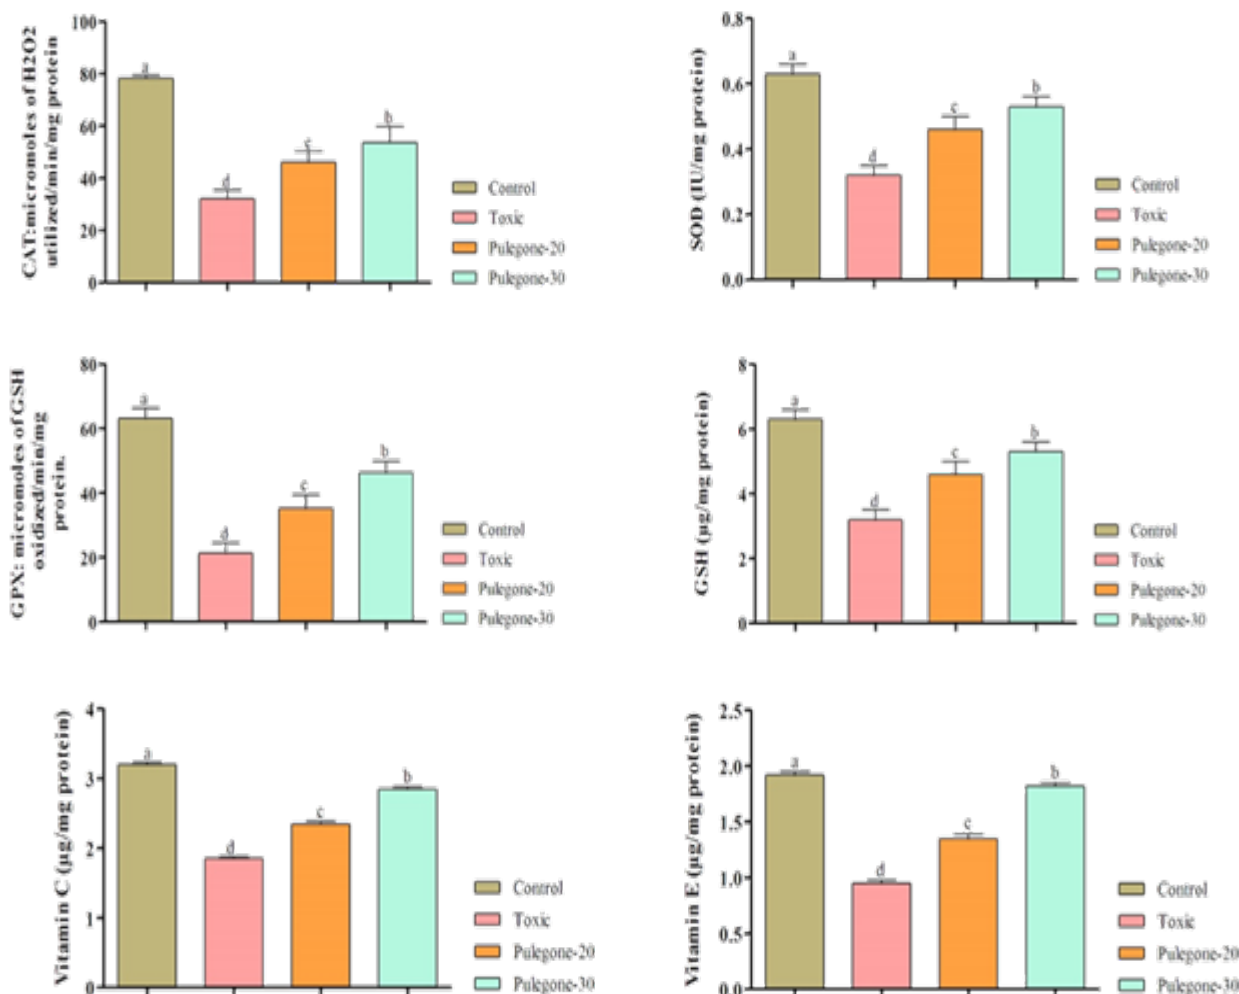 CAT:micromoles of H2O2
utilized/min/mg protein
100
80
60
40
20
0
a
d
c
b
Control
Toxic
Pulegone-20
Pulegone-30
SOD (IU/mg protein)
0.8
0.6
0.4
0.2
0.0
a
d
c
b
Control
Toxic
Pulegone-20
Pulegone-30
GPX: micromoles of GSH
oxidized/min/mg
protein.
80
60
40
20
0
a
d
c
b
Control
Toxic
Pulegone-20
Pulegone-30
GSH (µg/mg protein)
8
6
4
2
0
a
d
c
b
Control
Toxic
Pulegone-20
Pulegone-30
Vitamin C (µg/mg protein)
4
3
2
1
0
a
d
c
b
Control
Toxic
Pulegone-20
Pulegone-30
Vitamin E (µg/mg protein)
2.5
2.0
1.5
1.0
0.5
0.0
a
d
c
b
Control
Toxic
Pulegone-20
Pulegone-30